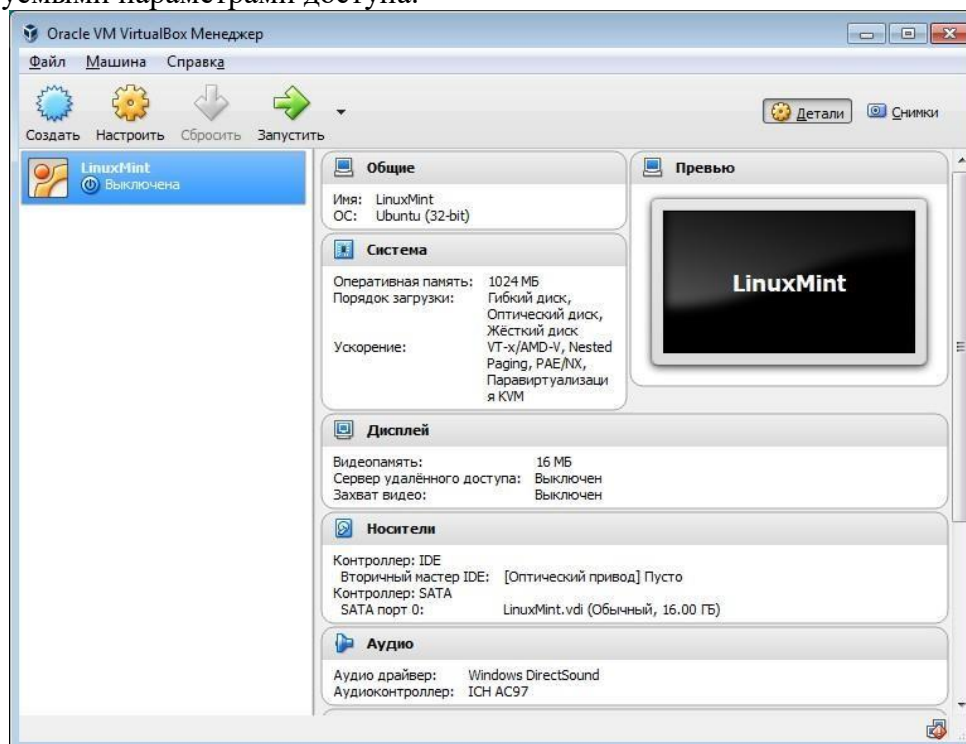 уемыми параметрами доступа.
Oracle VM VirtualBox Менеджер
Файл Машина Справка
Создать Настроить Сбросить Запустить
Детали Снимки
LinuxMint
Выключена
Общие
Имя: LinuxMint
ОС: Ubuntu (32-bit)
Превью
LinuxMint
Система
Оперативная память: 1024 МБ
Порядок загрузки: Гибкий диск,
Оптический диск,
Жёсткий диск
Ускорение: VT-x/AMD-V, Nested
Paging, PAE/NX,
Паравиртуализаци
я KVM
Дисплей
Видеопамять: 16 МБ
Сервер удалённого доступа: Выключен
Захват видео: Выключен
Носители
Контроллер: IDE
Вторичный мастер IDE: [Оптический привод] Пусто
Контроллер: SATA
SATA порт 0: LinuxMint.vdi (Обычный, 16.00 ГБ)
Аудио
Аудио драйвер: Windows DirectSound
Аудиоконтроллер: ICH AC97